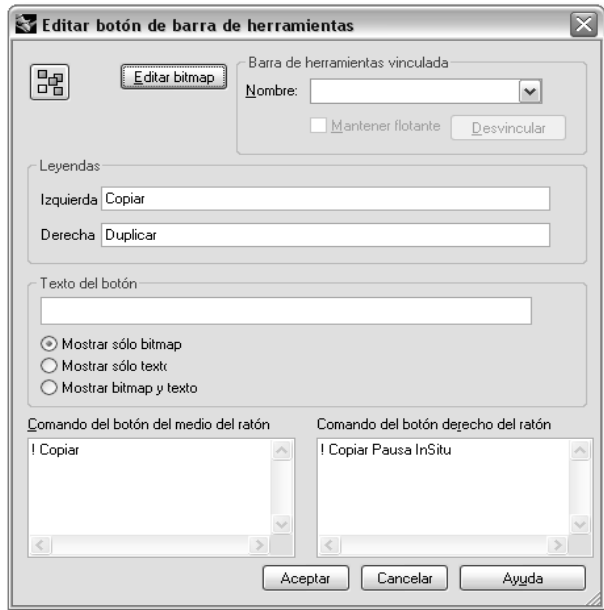 Editar botón de barra de herramientas
Editar bitmap
Barra de herramientas vinculada
Nombre:
Mantener flotante
Desvincular
Leyendas
Izquierda Copiar
Derecha Duplicar
Texto del botón
Mostrar sólo bitmap
Mostrar sólo texto
Mostrar bitmap y texto
Comando del botón del medio del ratón
! Copiar
Comando del botón derecho del ratón
! Copiar Pausa InSitu
Aceptar Cancelar Ayuda